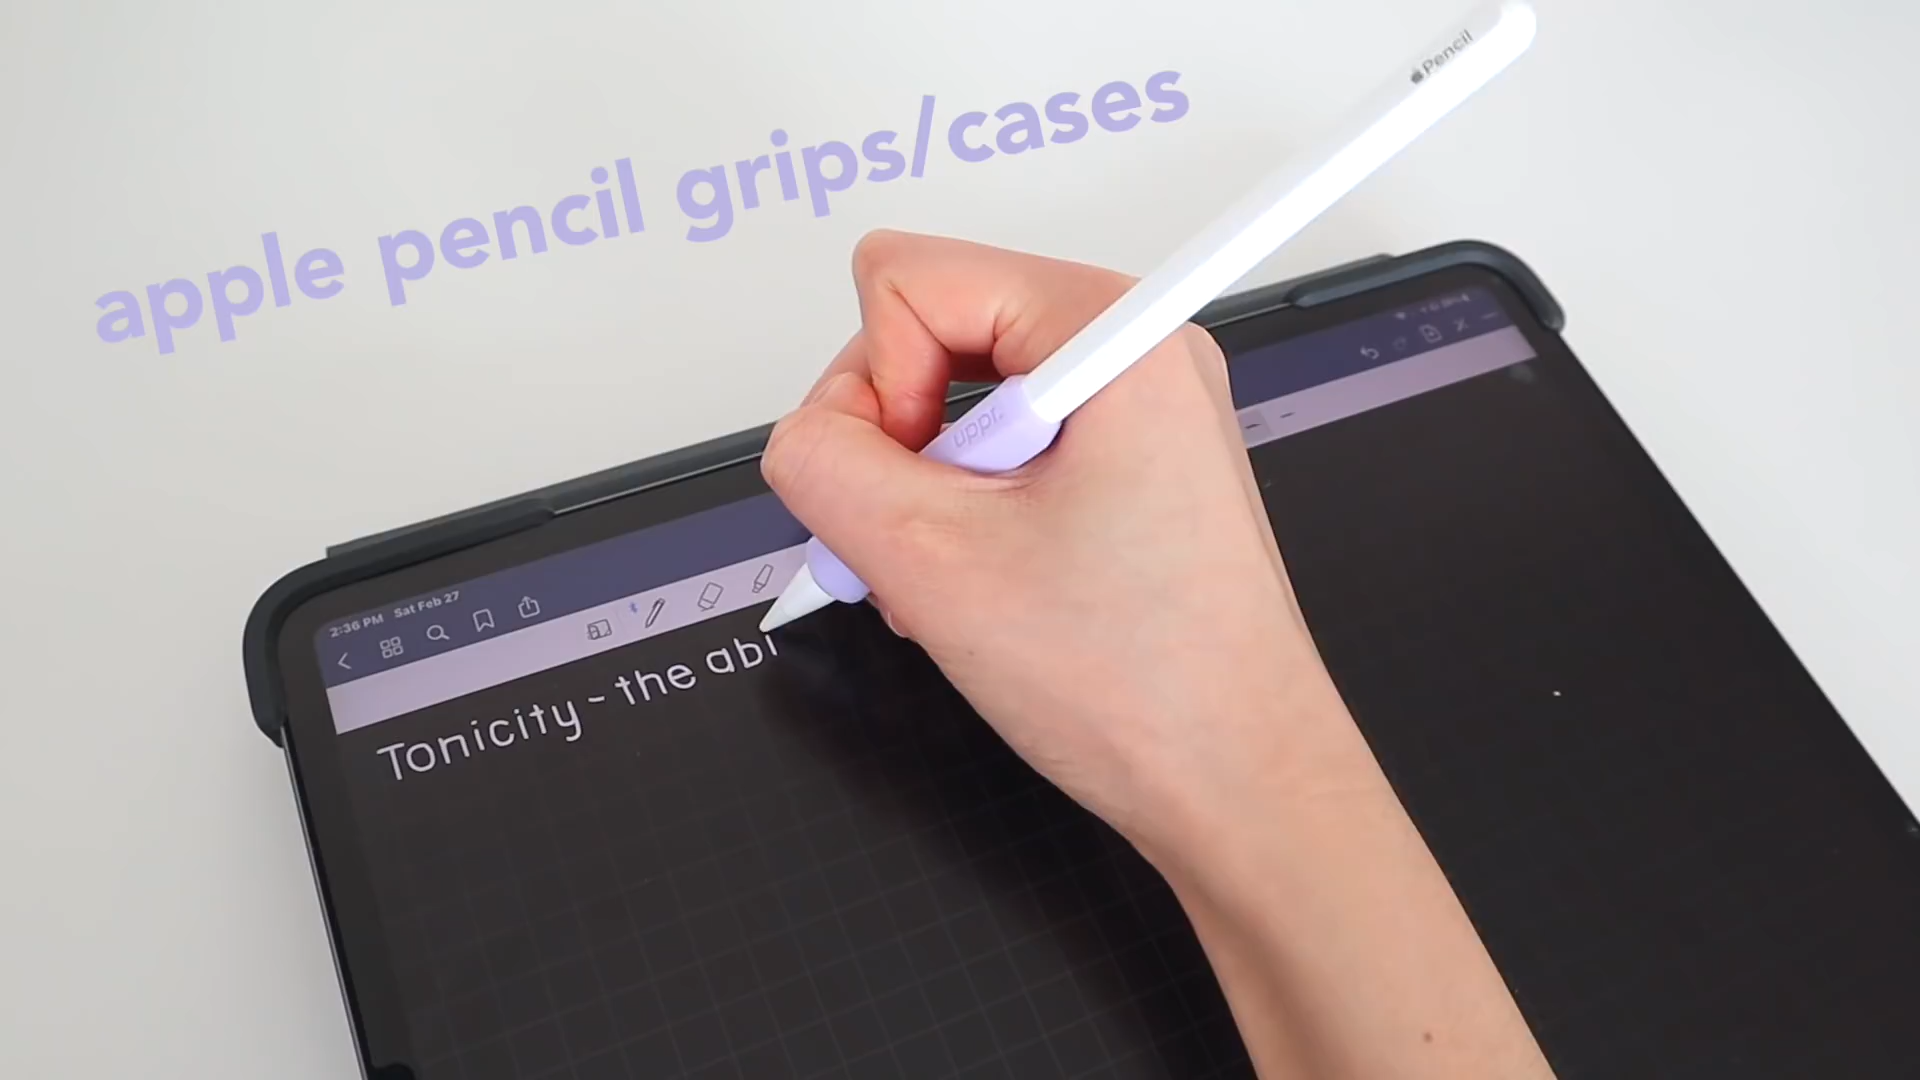 apple pencil grips/cases
Pencil
uppr.
2:36 PM Sat Feb 27
Tonicity - the abi